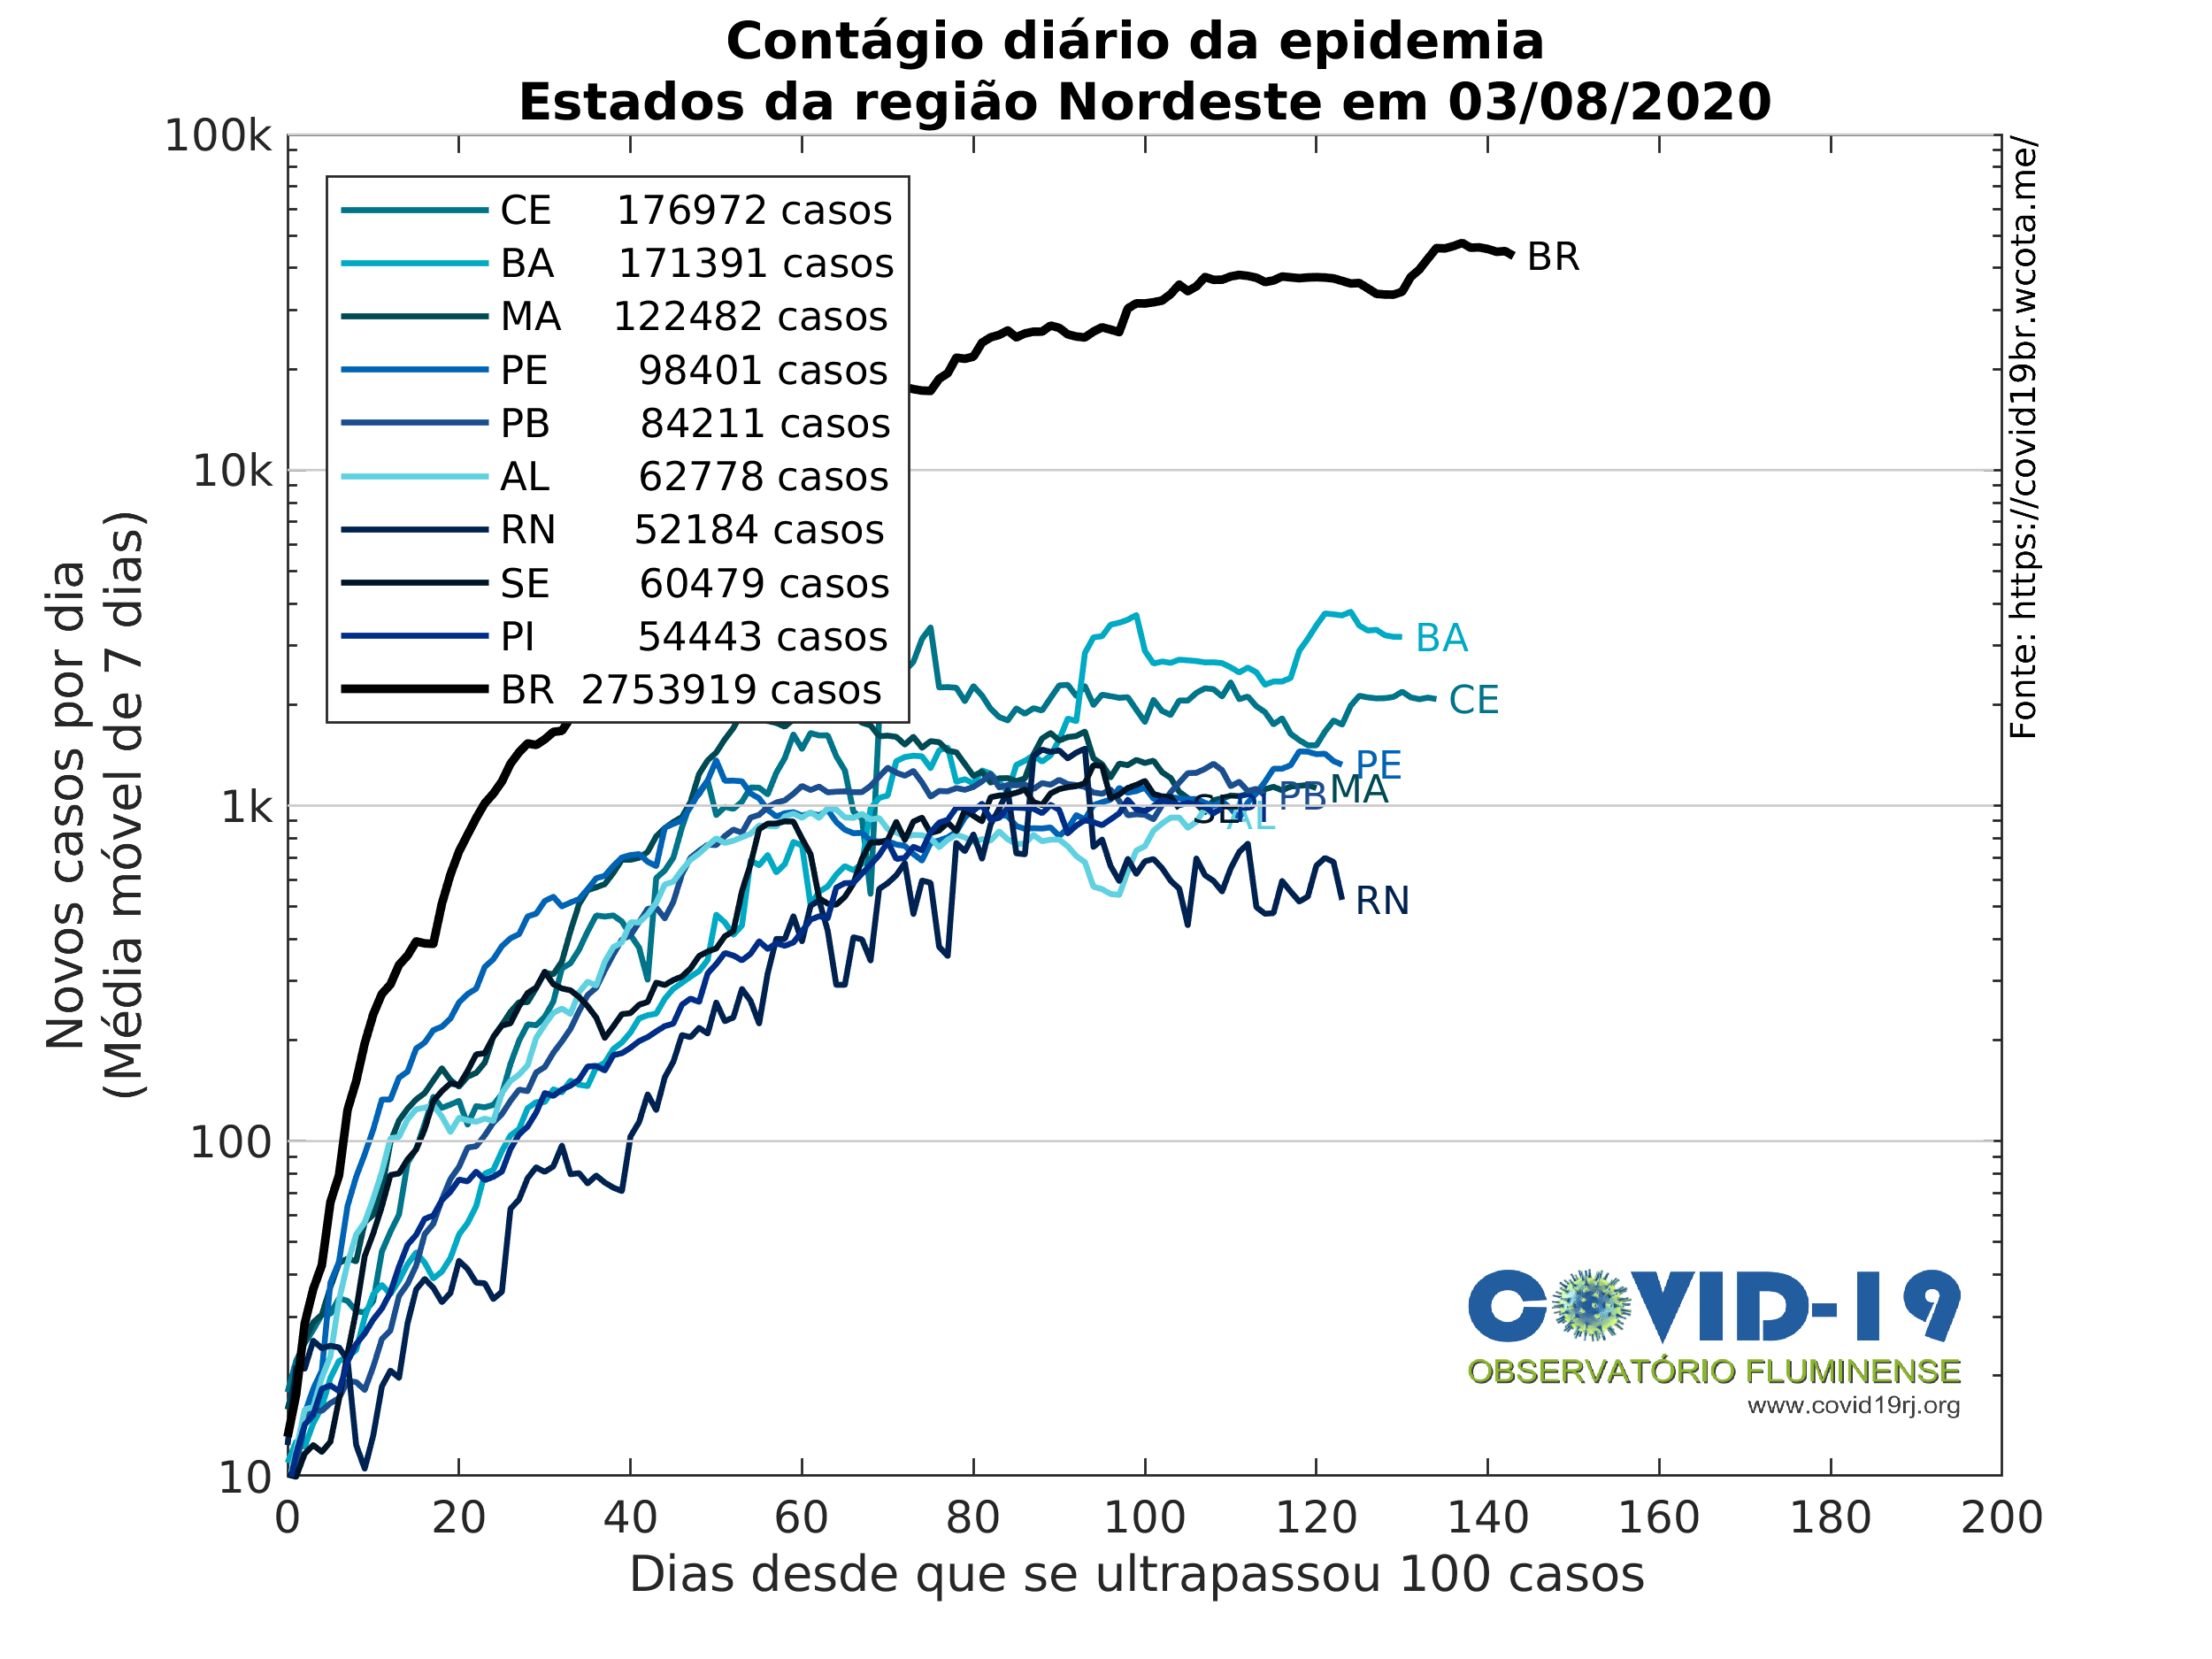 Contágio diário da epidemia
Estados da região Nordeste em 03/08/2020
100k
10k
1k
100
10
Novos casos por dia
(Média móvel de 7 dias)
CE 176972 casos
BA 171391 casos
MA 122482 casos
PE 98401 casos
PB 84211 casos
AL 62778 casos
RN 52184 casos
SE 60479 casos
PI 54443 casos
BR 2753919 casos
BR
BA
CE
PE
MA
PB
PI
SE
AL
RN
Fonte: https://covid19br.wcota.me/
COVID-19
OBSERVATÓRIO FLUMINENSE
www.covid19rj.org
0 20 40 60 80 100 120 140 160 180 200
Dias desde que se ultrapassou 100 casos